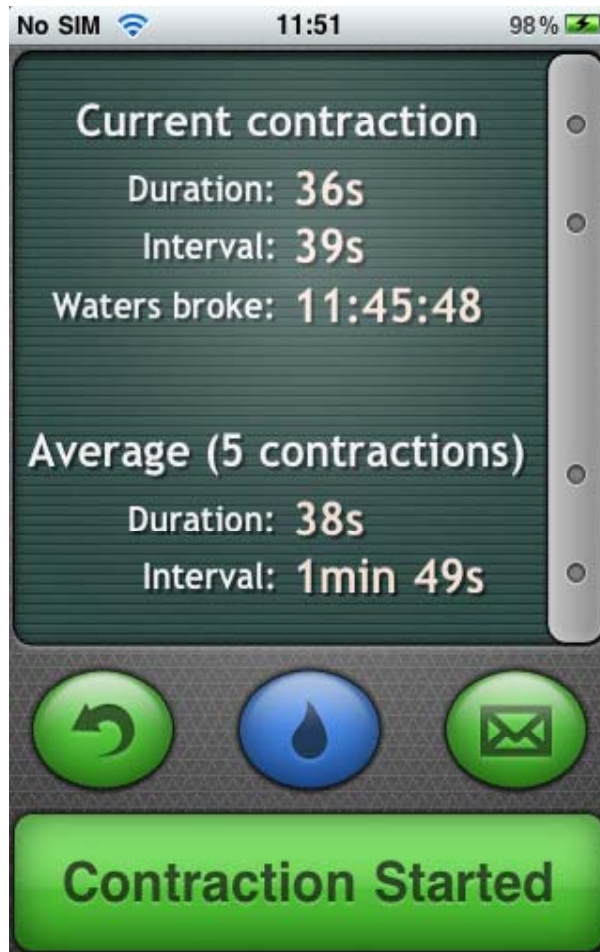 No SIM 11:51 98%
Current contraction
Duration: 36s
Interval: 39s
Waters broke: 11:45:48
Average (5 contractions)
Duration: 38s
Interval: 1min 49s
Contraction Started